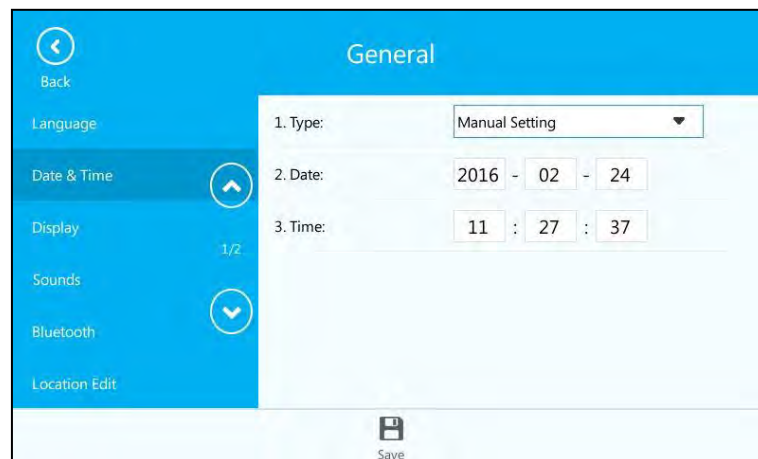 General
Back
Language
Date & Time
Display
1/2
Sounds
Bluetooth
Location Edit
1. Type: Manual Setting
2. Date: 2016 - 02 - 24
3. Time: 11 : 27 : 37
Save